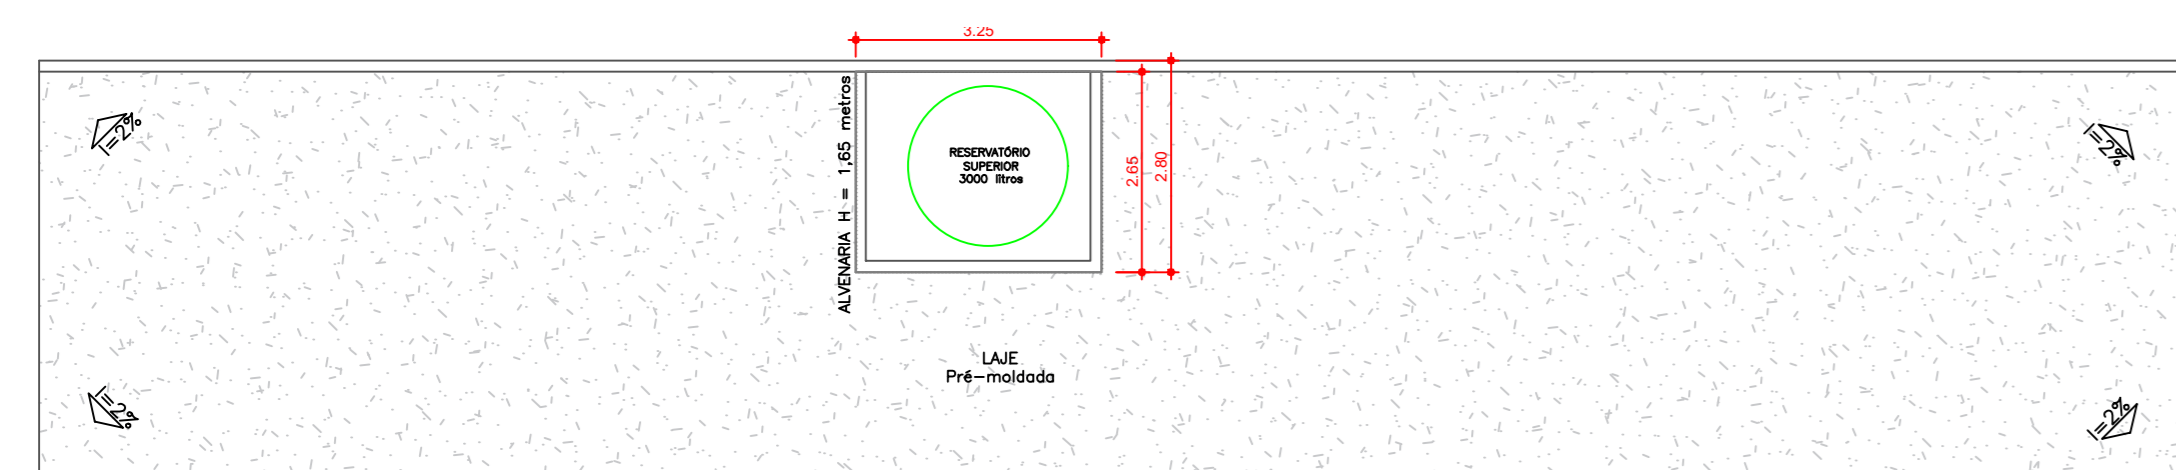 3.25
ALVENARIA H = 1,65 metros
RESERVATÓRIO
SUPERIOR
3000 litros
2.65
2.80
I=2%
I=2%
LAJE
Pré-moldada
I=2%
I=2%